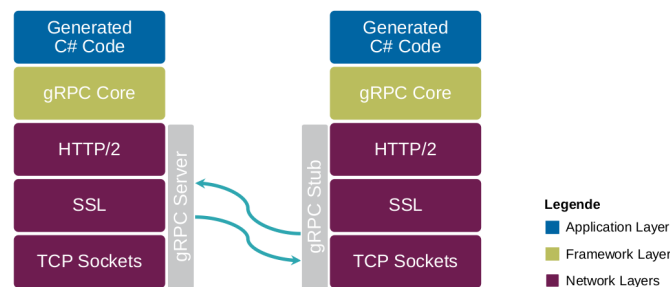 Generated
C# Code
gRPC Core
HTTP/2
SSL
TCP Sockets
gRPC Server
gRPC Stub
Generated
C# Code
gRPC Core
HTTP/2
SSL
TCP Sockets
Legende
Application Layer
Framework Layer
Network Layers